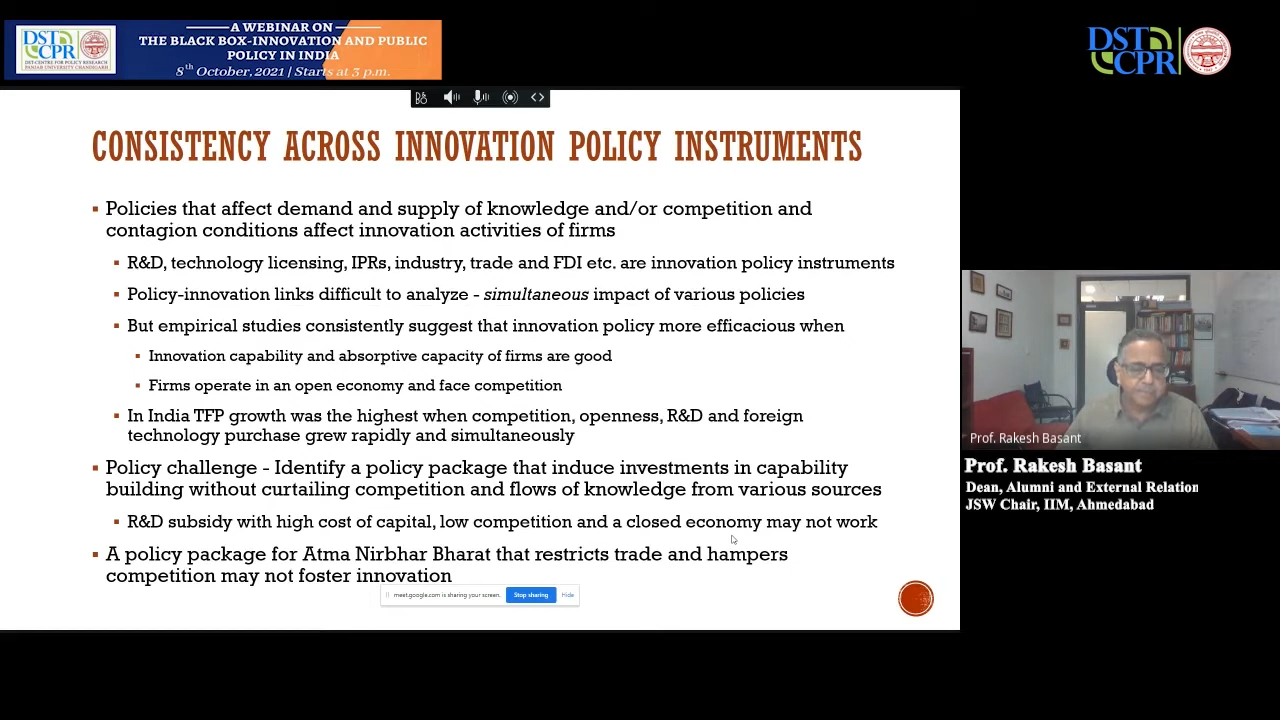 A WEBINAR ON
THE BLACK BOX-INNOVATION AND PUBLIC
POLICY IN INDIA
8th October, 2021 | Starts at 3 p.m.
DST
CPR
DST-CENTRE FOR POLICY RESEARCH
PANJAB UNIVERSITY CHANDIGARH
DST
CPR
CONSISTENCY ACROSS INNOVATION POLICY INSTRUMENTS
▪ Policies that affect demand and supply of knowledge and/or competition and
contagion conditions affect innovation activities of firms
▪ R&D, technology licensing, IPRs, industry, trade and FDI etc. are innovation policy instruments
▪ Policy-innovation links difficult to analyze - simultaneous impact of various policies
▪ But empirical studies consistently suggest that innovation policy more efficacious when
▪ Innovation capability and absorptive capacity of firms are good
▪ Firms operate in an open economy and face competition
▪ In India TFP growth was the highest when competition, openness, R&D and foreign
technology purchase grew rapidly and simultaneously
▪ Policy challenge - Identify a policy package that induce investments in capability
building without curtailing competition and flows of knowledge from various sources
▪ R&D subsidy with high cost of capital, low competition and a closed economy may not work
▪ A policy package for Atma Nirbhar Bharat that restricts trade and hampers
competition may not foster innovation
meet.google.com is sharing your screen.
Stop sharing
Hide
Prof. Rakesh Basant
Prof. Rakesh Basant
Dean, Alumni and External Relation
JSW Chair, IIM, Ahmedabad